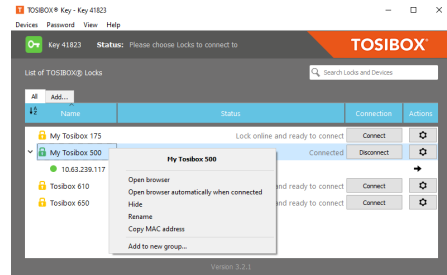 TOSIBOX® Key - Key 41823
Devices Password View Help
Key 41823 Status: Please choose Locks to connect to
TOSIBOX®
List of TOSIBOX® Locks
Search Locks and Devices
All Add...
Name Status Connection Actions
My Tosibox 175 Lock online and ready to connect Connect
My Tosibox 500 Connected Disconnect
My Tosibox 500
10.63.239.117
Open browser
Open browser automatically when connected
Tosibox 610 nd ready to connect Connect
Hide
Tosibox 650 nd ready to connect Connect
Rename
Copy MAC address
Add to new group...
Version 3.2.1